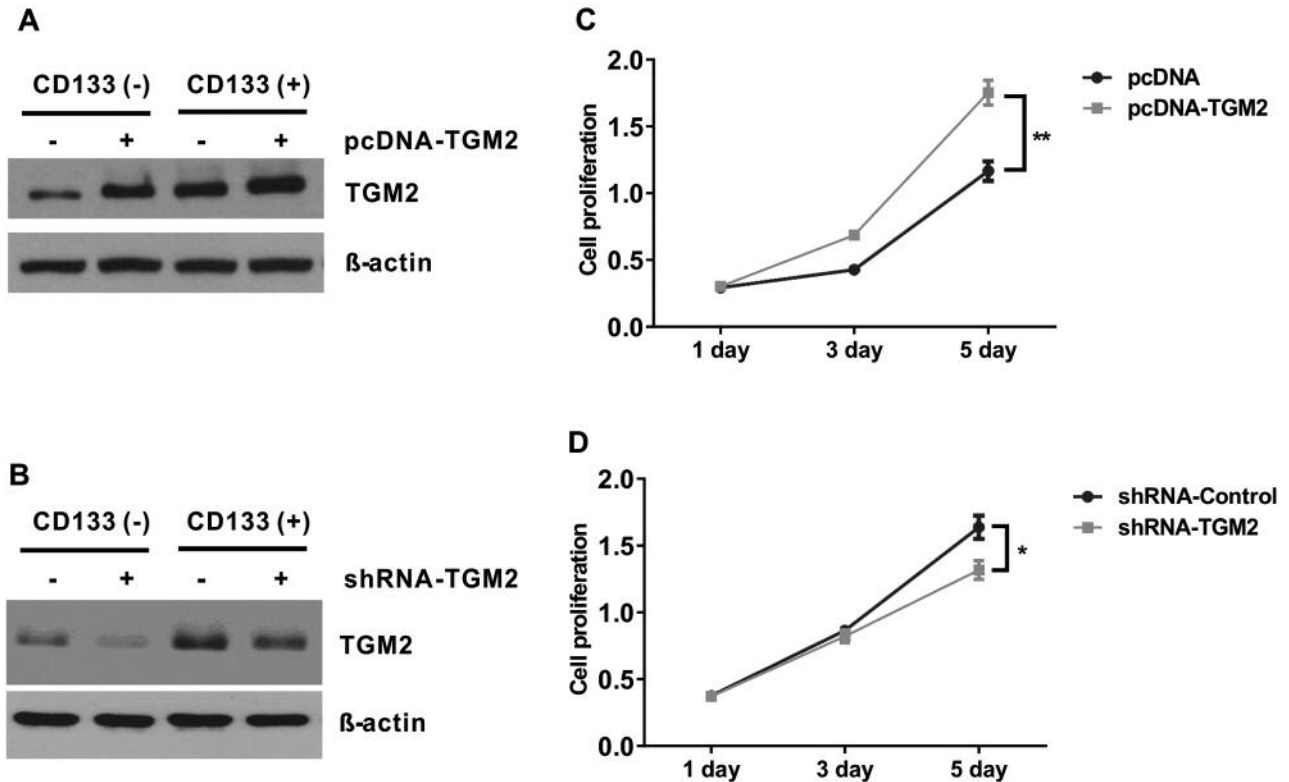 A
CD133 (-) CD133 (+)
- + - + pcDNA-TGM2
TGM2
ß-actin
B
CD133 (-) CD133 (+)
- + - + shRNA-TGM2
TGM2
ß-actin
C
2.0
1.5
1.0
0.5
0.0
Cell proliferation
1 day 3 day 5 day
pcDNA
pcDNA-TGM2
**
D
2.0
1.5
1.0
0.5
0.0
Cell proliferation
1 day 3 day 5 day
shRNA-Control
shRNA-TGM2
*